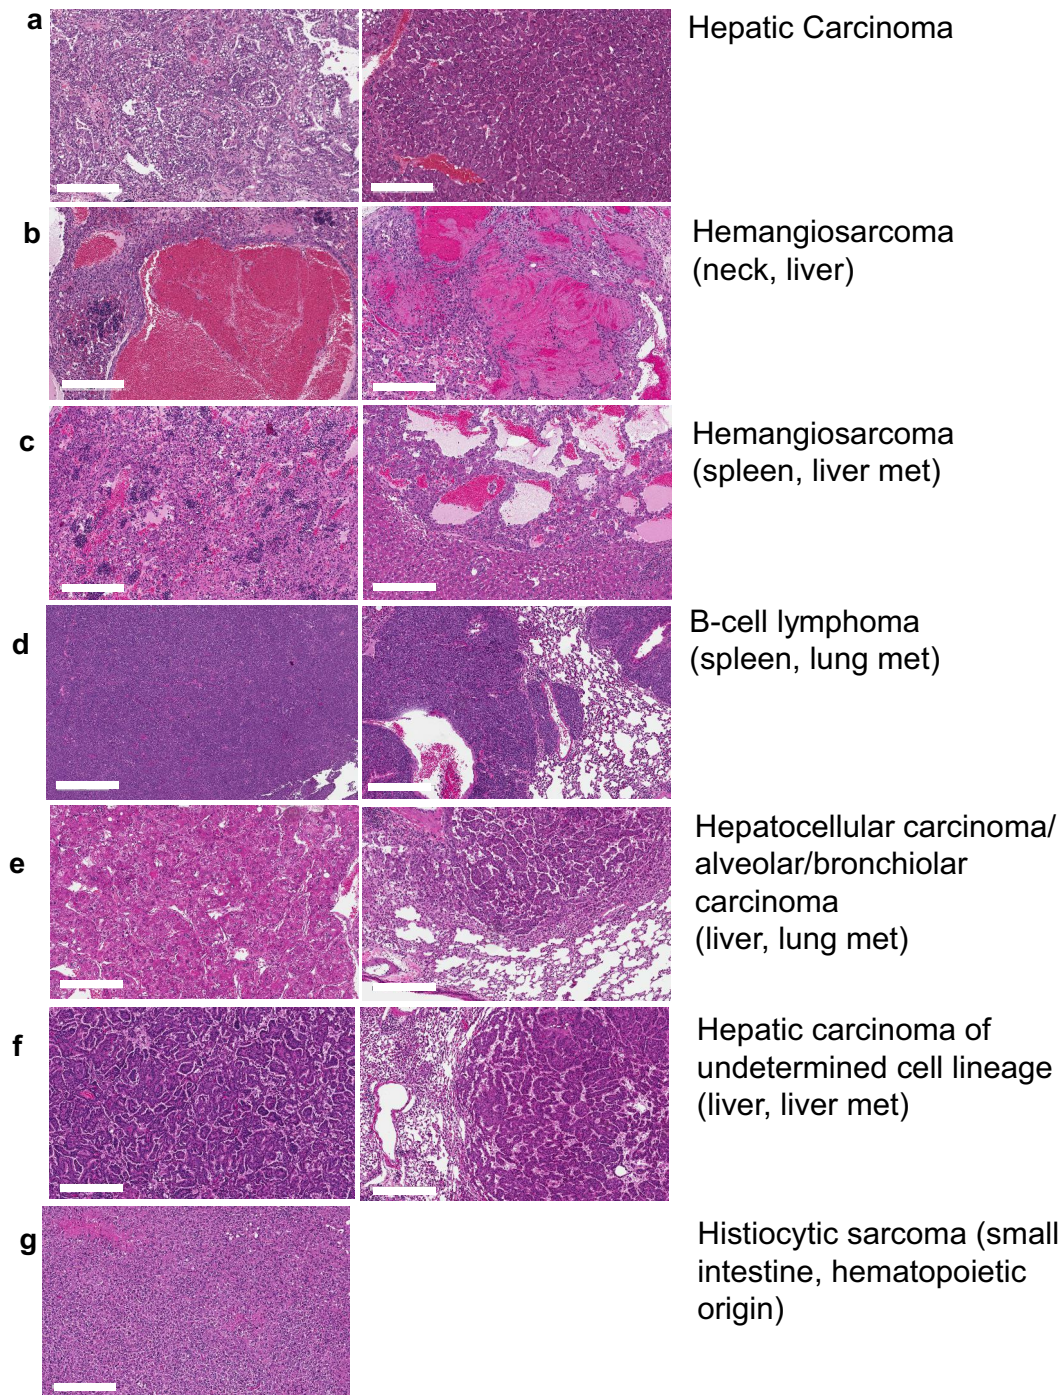 a
Hepatic Carcinoma
b
Hemangiosarcoma
(neck, liver)
c
Hemangiosarcoma
(spleen, liver met)
d
B-cell lymphoma
(spleen, lung met)
e
Hepatocellular carcinoma/
alveolar/bronchiolar
carcinoma
(liver, lung met)
f
Hepatic carcinoma of
undetermined cell lineage
(liver, liver met)
g
Histiocytic sarcoma (small
intestine, hematopoietic
origin)